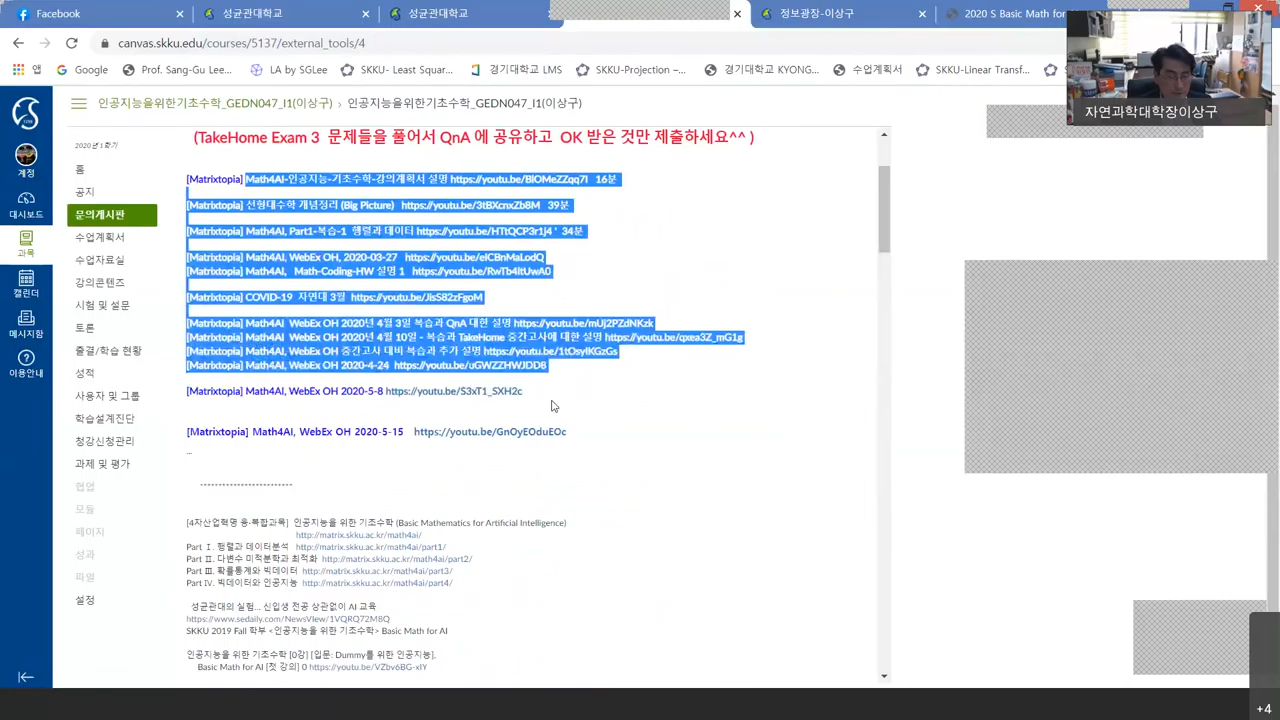 Facebook
성균관대학교
성균관대학교
정보광장-이상구
2020 S Basic Math for
canvas.skku.edu/courses/5137/external_tools/4
앱
Google
Prof. Sang-Gu Lee...
LA by SGLee
SKKU- Least Squar...
경기대학교 LMS
SKKU-Projection –...
경기대학교 KYONG...
수업계획서
SKKU-Linear Transf...
자연과학대학장이상구
인공지능을위한기초수학_GEDN047_I1(이상구) › 인공지능을위한기초수학_GEDN047_I1(이상구)
계정
대시보드
과목
캘린더
메시지함
이용안내
2020년 1학기
홈
공지
문의게시판
수업계획서
수업자료실
강의콘텐츠
시험 및 설문
토론
출결/학습 현황
성적
사용자 및 그룹
학습설계진단
청강신청관리
과제 및 평가
협업
모듈
페이지
성과
파일
설정
(TakeHome Exam 3 문제들을 풀어서 QnA 에 공유하고 OK 받은 것만 제출하세요^^ )
[Matrixtopia] Math4AI-인공지능-기초수학-강의계획서 설명 https://youtu.be/BlOMeZZqq7I 16분
[Matrixtopia] 선형대수학 개념정리 (Big Picture) https://youtu.be/3tBXcnxZb8M 39분
[Matrixtopia] Math4AI, Part1-복습-1 행렬과 데이터 https://youtu.be/HTtQCP3r1j4 ' 34분
[Matrixtopia] Math4AI, WebEx OH, 2020-03-27 https://youtu.be/eICBnMaLodQ
[Matrixtopia] Math4AI, Math-Coding-HW 설명 1 https://youtu.be/RwTb4ltUwA0
[Matrixtopia] COVID-19 자연대 3월 https://youtu.be/JisS82zFgoM
[Matrixtopia] Math4AI WebEx OH 2020년 4월 3일 복습과 QnA 대현 설명 https://youtu.be/mUj2PZdNKzk
[Matrixtopia] Math4AI WebEx OH 2020년 4월 10일 - 복습과 TakeHome 중간고사에 대한 설명 https://youtu.be/qxea3Z_mG1g
[Matrixtopia] Math4AI WebEx OH 중간고사 대비 복습과 추가 설명 https://youtu.be/1tOsyIKGzGs
[Matrixtopia] Math4AI WebEx OH 2020-4-24 https://youtu.be/uGWZZHWJDD8
[Matrixtopia] Math4AI, WebEx OH 2020-5-8 https://youtu.be/S3xT1_SXH2c
[Matrixtopia] Math4AI, WebEx OH 2020-5-15 https://youtu.be/GnOyEOduEOc
...
-------------------------
[4차산업혁명 융·복합과목] 인공지능을 위한 기초수학 (Basic Mathematics for Artificial Intelligence)
http://matrix.skku.ac.kr/math4ai/
Part Ⅰ. 행렬과 데이터분석 http://matrix.skku.ac.kr/math4ai/part1/
Part Ⅱ. 다변수 미적분학과 최적화 http://matrix.skku.ac.kr/math4ai/part2/
Part Ⅲ. 확률통계와 빅데이터 http://matrix.skku.ac.kr/math4ai/part3/
Part Ⅳ. 빅데이터와 인공지능 http://matrix.skku.ac.kr/math4ai/part4/
성균관대의 실험... 신입생 전공 상관없이 AI 교육
https://www.sedaily.com/NewsVIew/1VQRQ72M8Q
SKKU 2019 Fall 학부 <인공지능을 위한 기초수학> Basic Math for AI
인공지능을 위한 기초수학 [0강] [입문: Dummy를 위한 인공지능],
Basic Math for AI [첫 강의] 0 https://youtu.be/VZbv6BG-xIY
+4